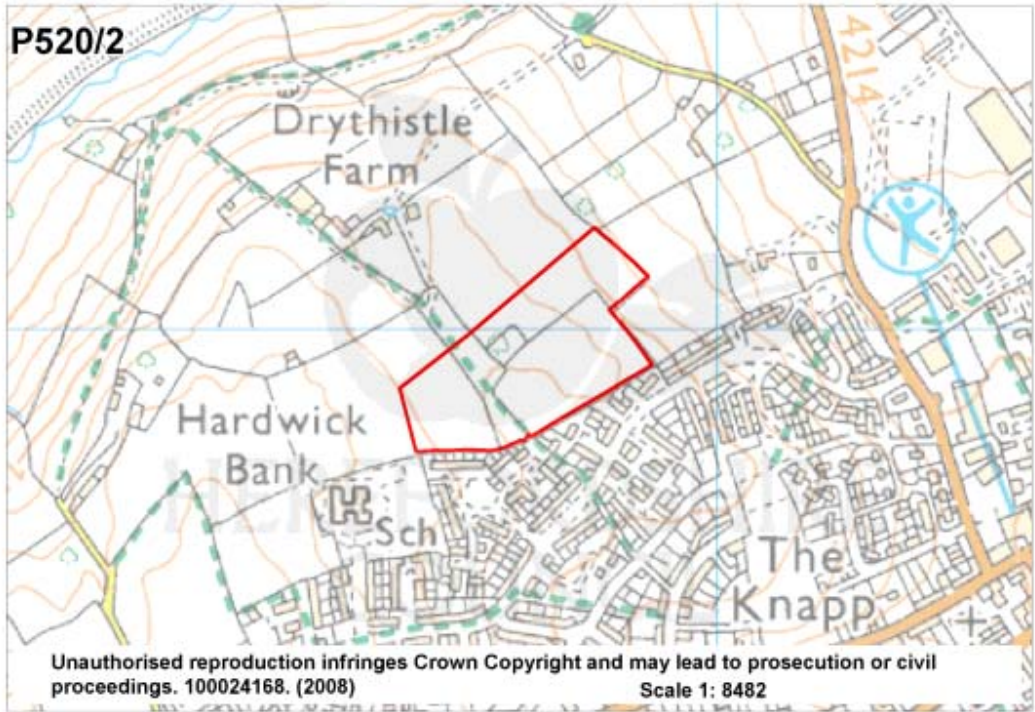 P520/2
4214
Drythistle
Farm
Hardwick
Bank
Sch
The
Knapp
Unauthorised reproduction infringes Crown Copyright and may lead to prosecution or civil
proceedings. 100024168. (2008)
Scale 1: 8482